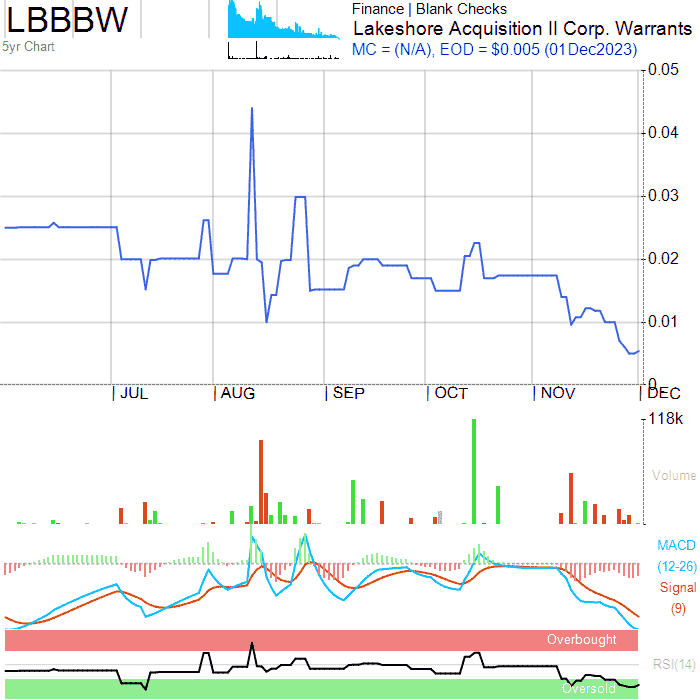 LBBBW
5yr Chart
Finance | Blank Checks
Lakeshore Acquisition II Corp. Warrants
MC = (N/A), EOD = $0.005 (01Dec2023)
0.05
0.04
0.03
0.02
0.01
0
JUL AUG SEP OCT NOV DEC
118k
Volume
MACD
(12-26)
Signal
(9)
Overbought
RSI(14)
Oversold